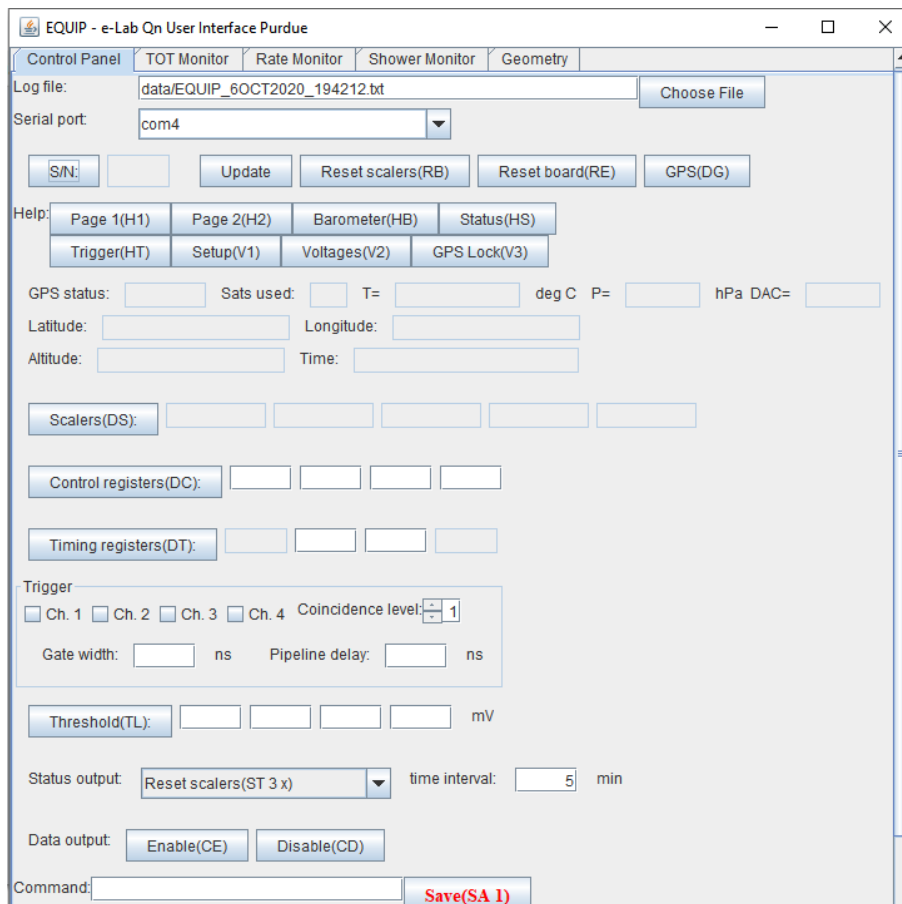 EQUIP - e-Lab Qn User Interface Purdue
Control Panel TOT Monitor Rate Monitor Shower Monitor Geometry
Log file: data/EQUIP_6OCT2020_194212.txt Choose File
Serial port: com4
S/N: Update Reset scalers(RB) Reset board(RE) GPS(DG)
Help: Page 1(H1) Page 2(H2) Barometer(HB) Status(HS)
Trigger(HT) Setup(V1) Voltages(V2) GPS Lock(V3)
GPS status: Sats used: T= deg C P= hPa DAC=
Latitude: Longitude:
Altitude: Time:
Scalers(DS):
Control registers(DC):
Timing registers(DT):
Trigger
Ch. 1 Ch. 2 Ch. 3 Ch. 4 Coincidence level: 1
Gate width: ns Pipeline delay: ns
Threshold(TL): mV
Status output: Reset scalers(ST 3 x) time interval: 5 min
Data output: Enable(CE) Disable(CD)
Command: Save(SA 1)